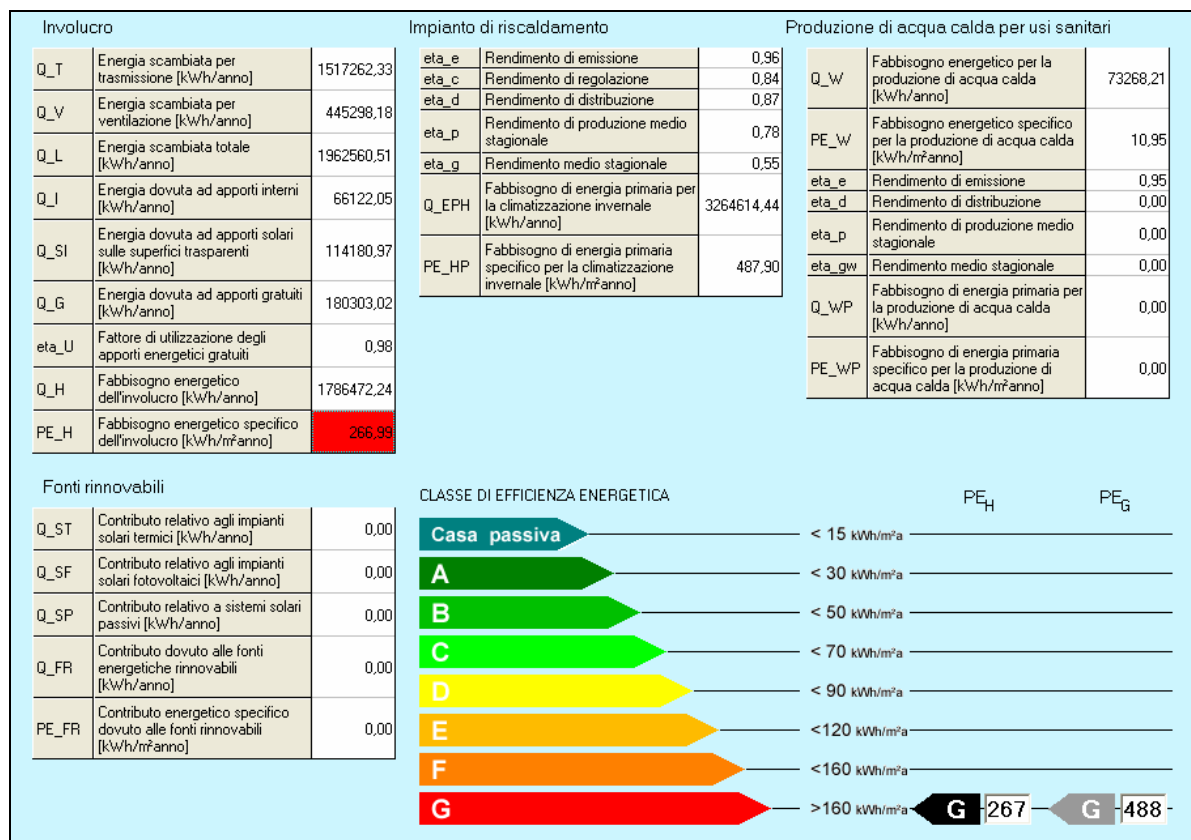 Involucro
Q_T
Energia scambiata per
trasmissione [kWh/anno]
1517262,33
Q_V
Energia scambiata per
ventilazione [kWh/anno]
445298,18
Q_L
Energia scambiata totale
[kWh/anno]
1962560,51
Q_I
Energia dovuta ad apporti interni
[kWh/anno]
66122,05
Q_SI
Energia dovuta ad apporti solari
sulle superfici trasparenti
[kWh/anno]
114180,97
Q_G
Energia dovuta ad apporti gratuiti
[kWh/anno]
180303,02
eta_U
Fattore di utilizzazione degli
apporti energetici gratuiti
0,98
Q_H
Fabbisogno energetico
dell'involucro [kWh/anno]
1786472,24
PE_H
Fabbisogno energetico specifico
dell'involucro [kWh/m²anno]
266,99
Impianto di riscaldamento
eta_e
Rendimento di emissione
0,96
eta_c
Rendimento di regolazione
0,84
eta_d
Rendimento di distribuzione
0,87
eta_p
Rendimento di produzione medio
stagionale
0,78
eta_g
Rendimento medio stagionale
0,55
Q_EPH
Fabbisogno di energia primaria per
la climatizzazione invernale
[kWh/anno]
3264614,44
PE_HP
Fabbisogno di energia primaria
specifico per la climatizzazione
invernale [kWh/m²anno]
487,90
Produzione di acqua calda per usi sanitari
Q_W
Fabbisogno energetico per la
produzione di acqua calda
[kWh/anno]
73268,21
PE_W
Fabbisogno energetico specifico
per la produzione di acqua calda
[kWh/m²anno]
10,95
eta_e
Rendimento di emissione
0,95
eta_d
Rendimento di distribuzione
0,00
eta_p
Rendimento di produzione medio
stagionale
0,00
eta_gw
Rendimento medio stagionale
0,00
Q_WP
Fabbisogno di energia primaria per
la produzione di acqua calda
[kWh/anno]
0,00
PE_WP
Fabbisogno di energia primaria
specifico per la produzione di
acqua calda [kWh/m²anno]
0,00
Fonti rinnovabili
Q_ST
Contributo relativo agli impianti
solari termici [kWh/anno]
0,00
Q_SF
Contributo relativo agli impianti
solari fotovoltaici [kWh/anno]
0,00
Q_SP
Contributo relativo a sistemi solari
passivi [kWh/anno]
0,00
Q_FR
Contributo dovuto alle fonti
energetiche rinnovabili
[kWh/anno]
0,00
PE_FR
Contributo energetico specifico
dovuto alle fonti rinnovabili
[kWh/m²anno]
0,00
CLASSE DI EFFICIENZA ENERGETICA
PE_H
PE_G
Casa passiva
< 15 kWh/m²a
A
< 30 kWh/m²a
B
< 50 kWh/m²a
C
< 70 kWh/m²a
D
< 90 kWh/m²a
E
<120 kWh/m²a
F
<160 kWh/m²a
G
>160 kWh/m²a
G 267
G 488